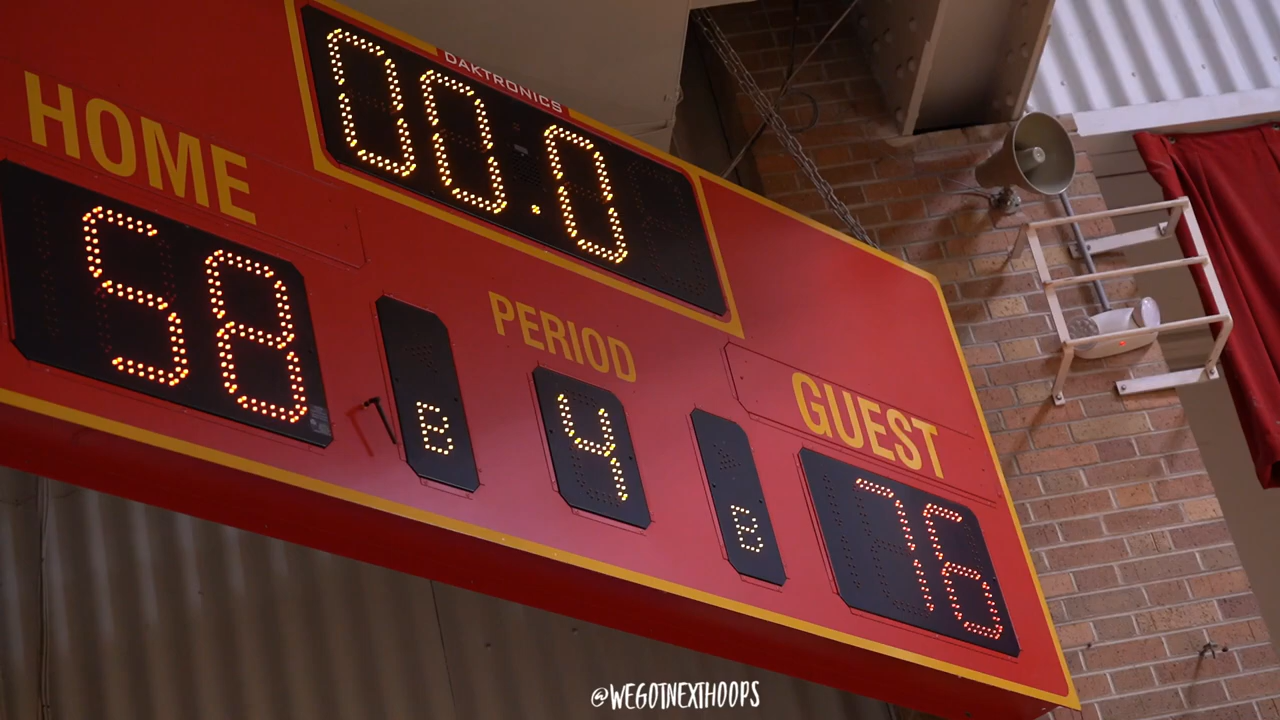 DAKTRONICS
00.0
HOME
58
PERIOD
B
4
B
GUEST
76
@WEGOTNEXTHOOPS